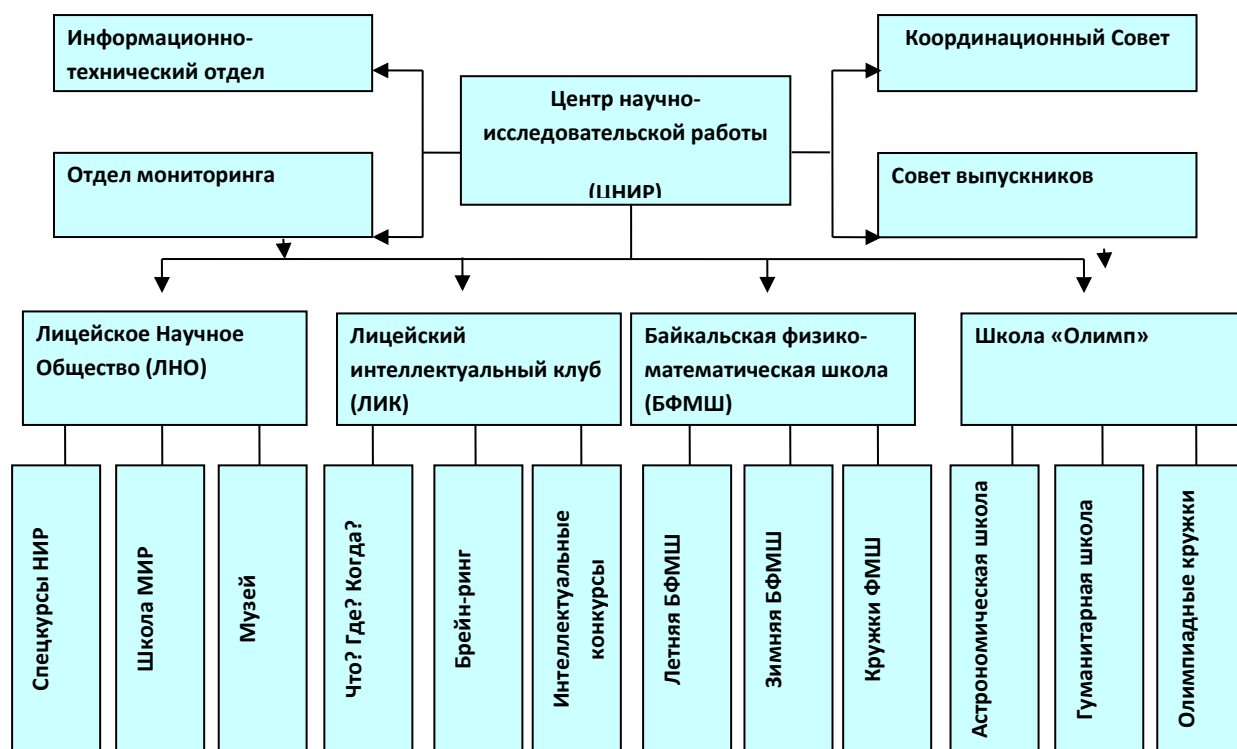 Информационно-
технический отдел
Координационный Совет
Центр научно-
исследовательской работы
(ЦНИР)
Отдел мониторинга
Совет выпускников
Лицейское Научное
Общество (ЛНО)
Лицейский
интеллектуальный клуб
(ЛИК)
Байкальская физико-
математическая школа
(БФМШ)
Школа «Олимп»
Спецкурсы НИР
Школа МИР
Музей
Что? Где? Когда?
Брейн-ринг
Интеллектуальные
конкурсы
Летняя БФМШ
Зимняя БФМШ
Кружки ФМШ
Астрономическая школа
Гуманитарная школа
Олимпиадные кружки